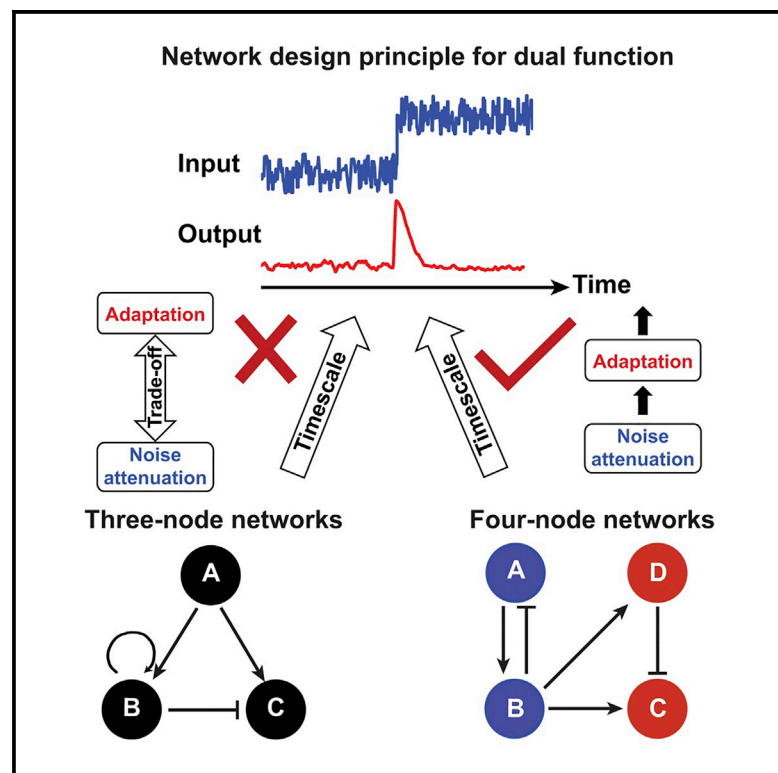 Network design principle for dual function
Input
Output
Time
Adaptation
Trade-off
Noise
attenuation
Timescale
Timescale
Adaptation
Noise
attenuation
Three-node networks
A
B
C
Four-node networks
A
D
B
C